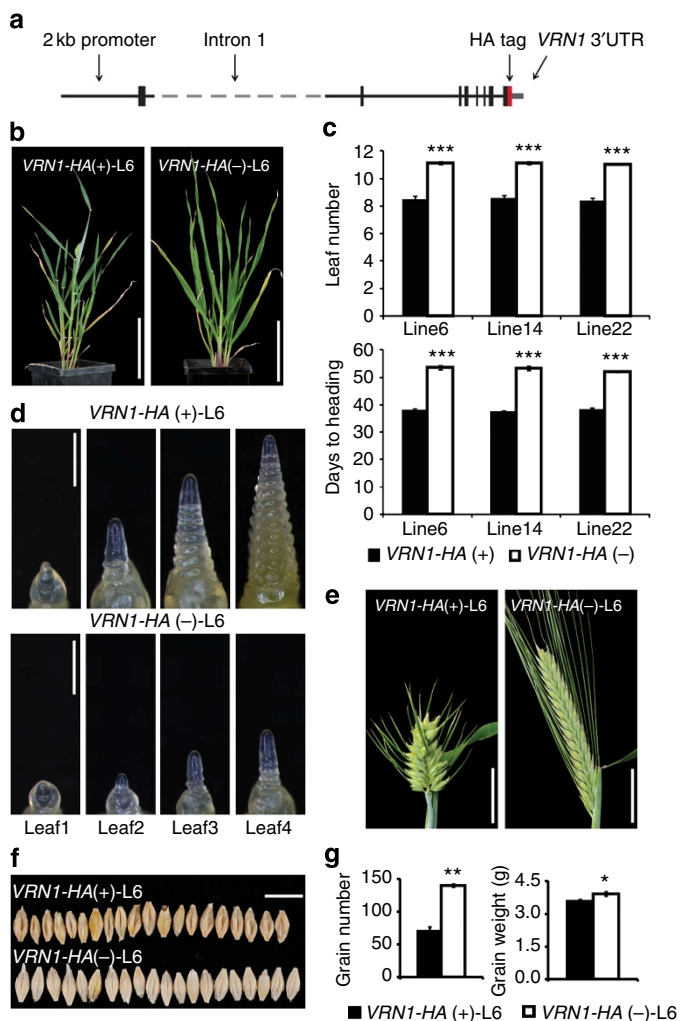 a
2 kb promoter Intron 1 HA tag VRN1 3′UTR
b
VRN1-HA(+)-L6 VRN1-HA(–)-L6
c
Leaf number
12
10
8
6
4
2
0
*** *** ***
Line6 Line14 Line22
Days to heading
60
50
40
30
20
10
0
*** *** ***
Line6 Line14 Line22
VRN1-HA (+) VRN1-HA (–)
d
VRN1-HA (+)-L6
VRN1-HA (–)-L6
Leaf1 Leaf2 Leaf3 Leaf4
e
VRN1-HA(+)-L6 VRN1-HA(–)-L6
f
VRN1-HA(+)-L6
VRN1-HA(–)-L6
g
Grain number
150
100
50
0
**
Grain weight (g)
4.5
3.0
1.5
0.0
*
VRN1-HA (+)-L6 VRN1-HA (–)-L6